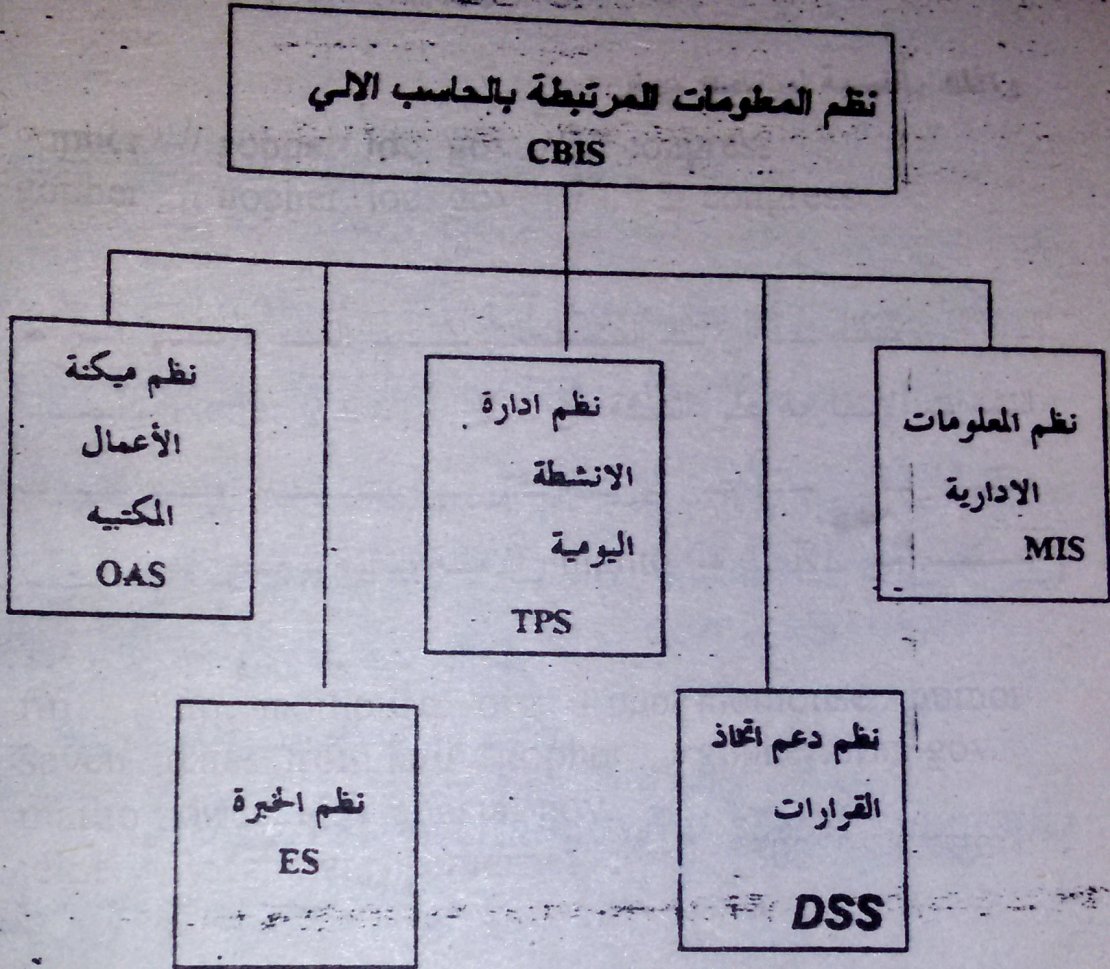 نظم المعلومات المرتبطة بالحاسب الالي
CBIS
نظم المعلومات
الادارية
MIS
نظم ادارة
الانشطة
اليومية
TPS
نظم ميكنة
الأعمال
المكتبيه
OAS
نظم دعم اتخاذ
القرارات
DSS
نظم الخبرة
ES